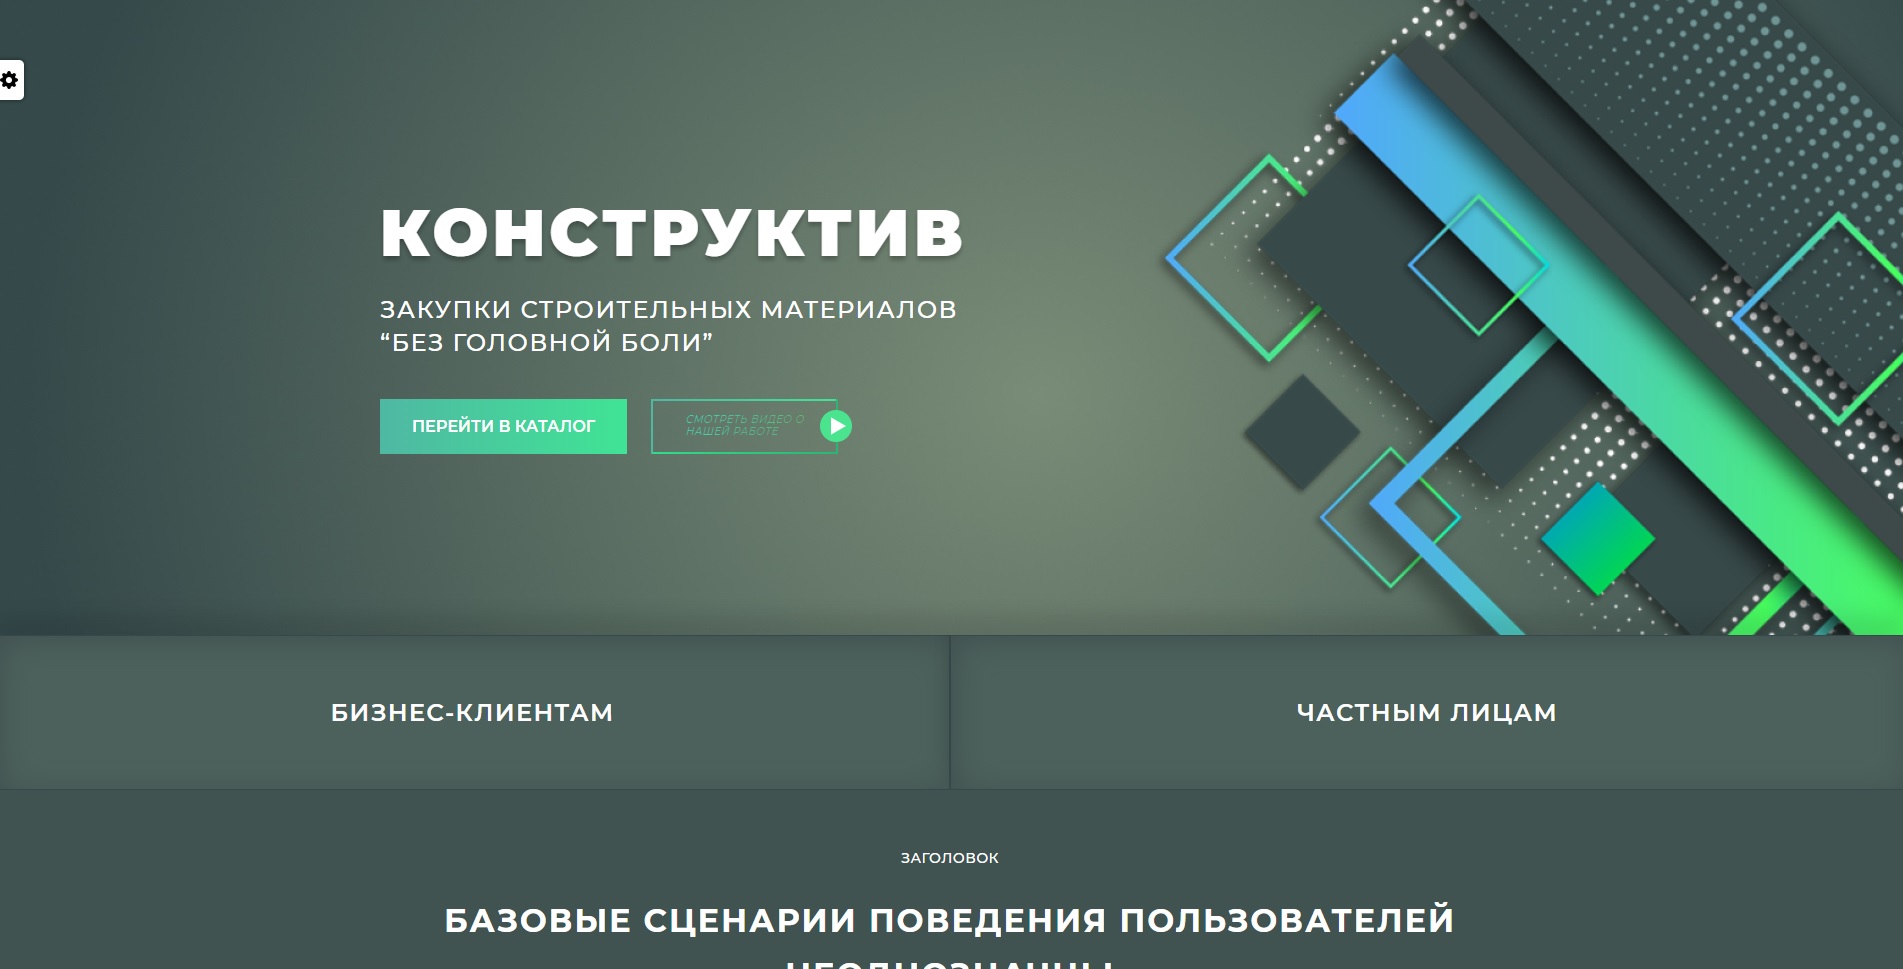 КОНСТРУКТИВ
ЗАКУПКИ СТРОИТЕЛЬНЫХ МАТЕРИАЛОВ
“БЕЗ ГОЛОВНОЙ БОЛИ”
ПЕРЕЙТИ В КАТАЛОГ
СМОТРЕТЬ ВИДЕО О
НАШЕЙ РАБОТЕ
БИЗНЕС-КЛИЕНТАМ
ЧАСТНЫМ ЛИЦАМ
ЗАГОЛОВОК
БАЗОВЫЕ СЦЕНАРИИ ПОВЕДЕНИЯ ПОЛЬЗОВАТЕЛЕЙ